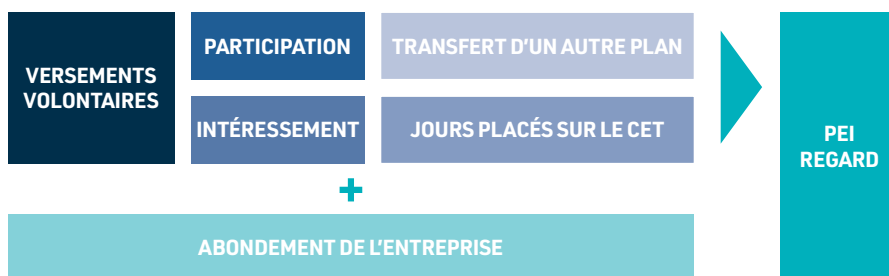 VERSEMENTS
VOLONTAIRES
PARTICIPATION
TRANSFERT D'UN AUTRE PLAN
INTÉRESSEMENT
JOURS PLACÉS SUR LE CET
+
ABONDEMENT DE L'ENTREPRISE
PEI
REGARD